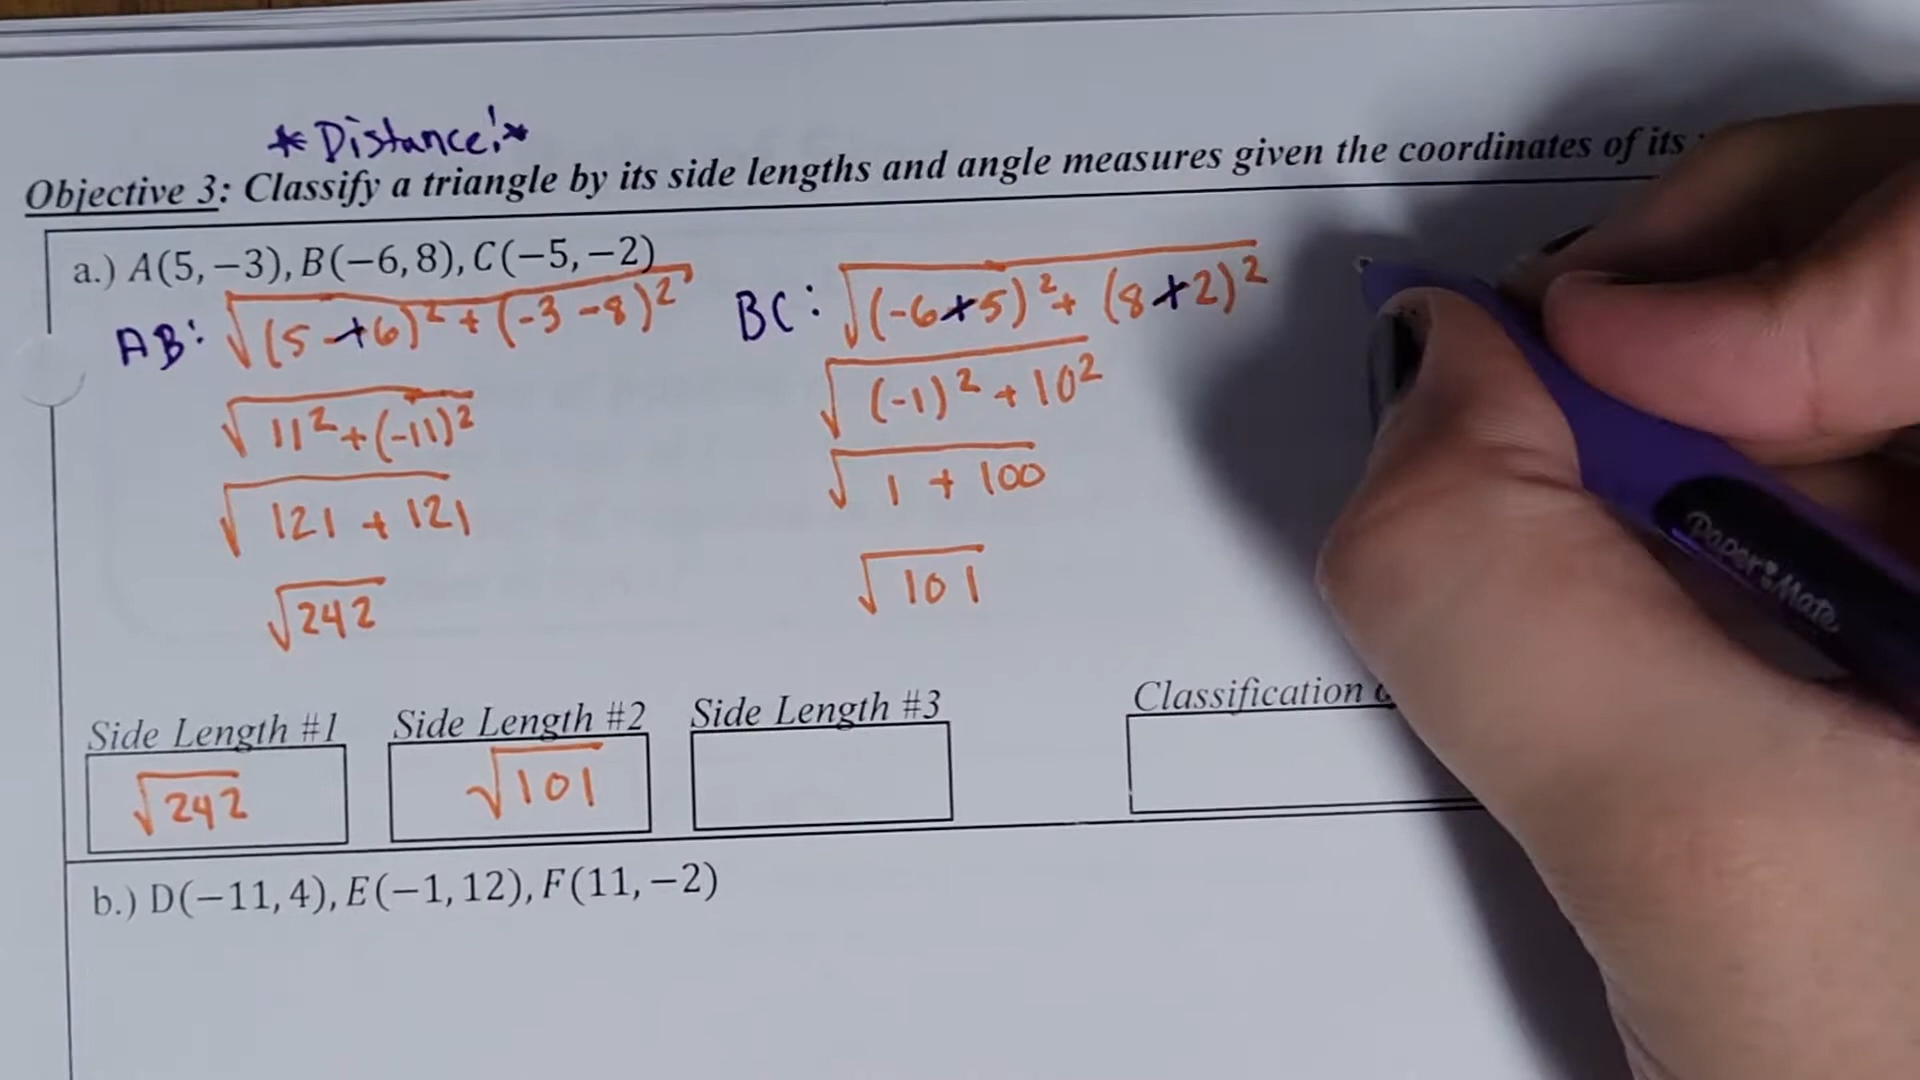 *Distance!*
Objective 3: Classify a triangle by its side lengths and angle measures given the coordinates of its
a.) A(5, −3), B(−6, 8), C(−5, −2)
AB: √(5+6)² + (-3-8)²
√11² + (-11)²
√121 + 121
√242
BC: √(-6+5)² + (8+2)²
√(-1)² + 10²
√1 + 100
√101
Side Length #1
√242
Side Length #2
√101
Side Length #3
Classification
b.) D(−11, 4), E(−1, 12), F(11, −2)
Paper Mate